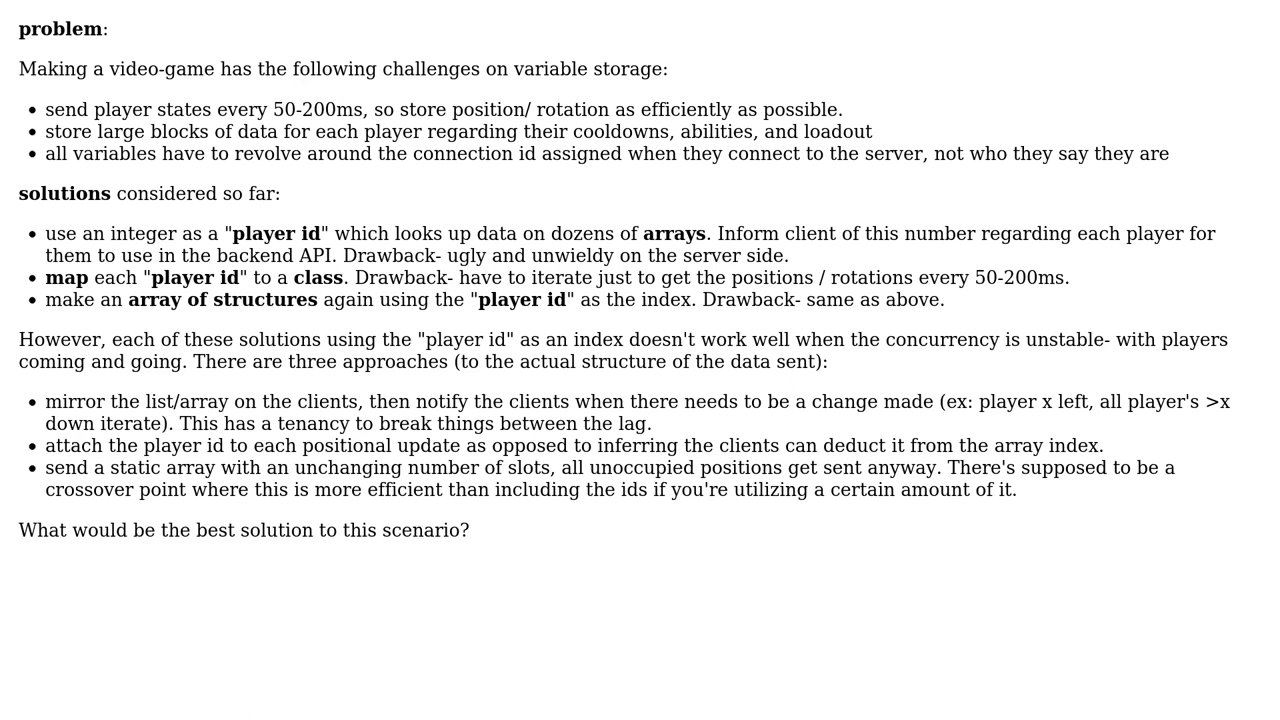 problem:
Making a video-game has the following challenges on variable storage:
• send player states every 50-200ms, so store position/ rotation as efficiently as possible.
• store large blocks of data for each player regarding their cooldowns, abilities, and loadout
• all variables have to revolve around the connection id assigned when they connect to the server, not who they say they are
solutions considered so far:
• use an integer as a "player id" which looks up data on dozens of arrays. Inform client of this number regarding each player for
them to use in the backend API. Drawback- ugly and unwieldy on the server side.
• map each "player id" to a class. Drawback- have to iterate just to get the positions / rotations every 50-200ms.
• make an array of structures again using the "player id" as the index. Drawback- same as above.
However, each of these solutions using the "player id" as an index doesn't work well when the concurrency is unstable- with players
coming and going. There are three approaches (to the actual structure of the data sent):
• mirror the list/array on the clients, then notify the clients when there needs to be a change made (ex: player x left, all player's >x
down iterate). This has a tenancy to break things between the lag.
• attach the player id to each positional update as opposed to inferring the clients can deduct it from the array index.
• send a static array with an unchanging number of slots, all unoccupied positions get sent anyway. There's supposed to be a
crossover point where this is more efficient than including the ids if you're utilizing a certain amount of it.
What would be the best solution to this scenario?